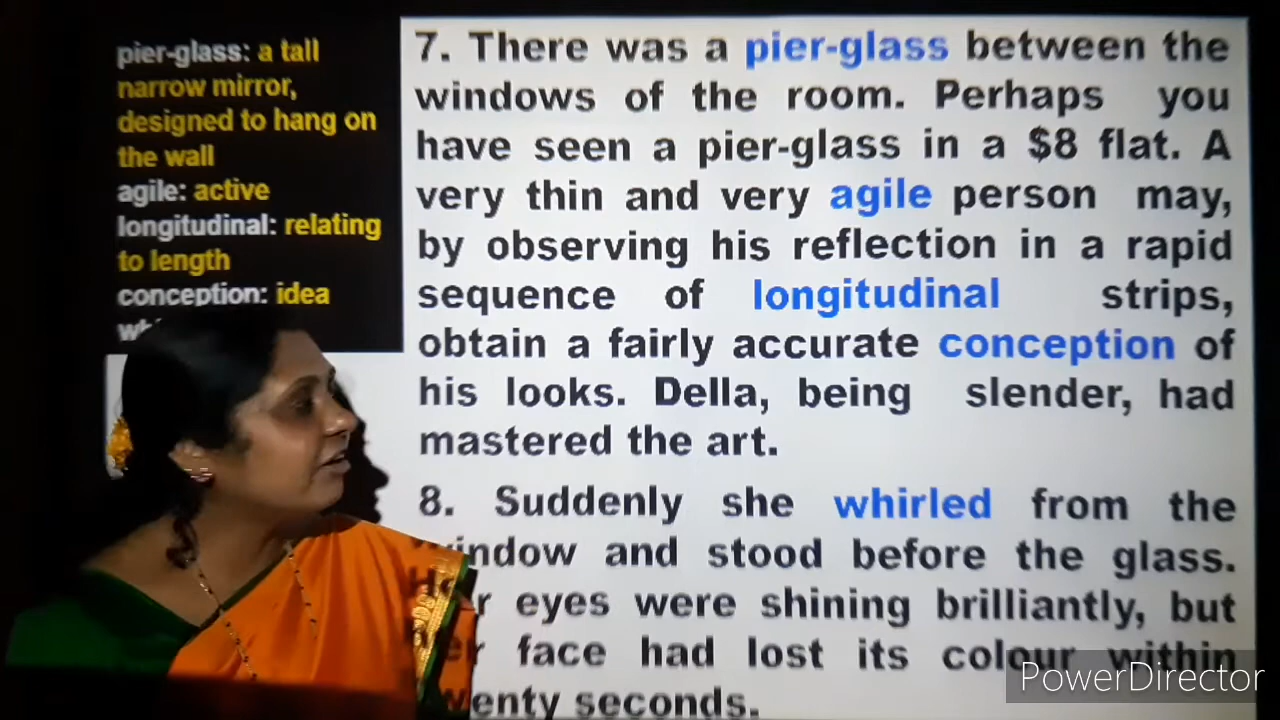 pier-glass: a tall
narrow mirror,
designed to hang on
the wall
agile: active
longitudinal: relating
to length
conception: idea
7. There was a pier-glass between the
windows of the room. Perhaps you
have seen a pier-glass in a $8 flat. A
very thin and very agile person may,
by observing his reflection in a rapid
sequence of longitudinal strips,
obtain a fairly accurate conception of
his looks. Della, being slender, had
mastered the art.
8. Suddenly she whirled from the
window and stood before the glass.
Her eyes were shining brilliantly, but
her face had lost its colour within
twenty seconds.
PowerDirector